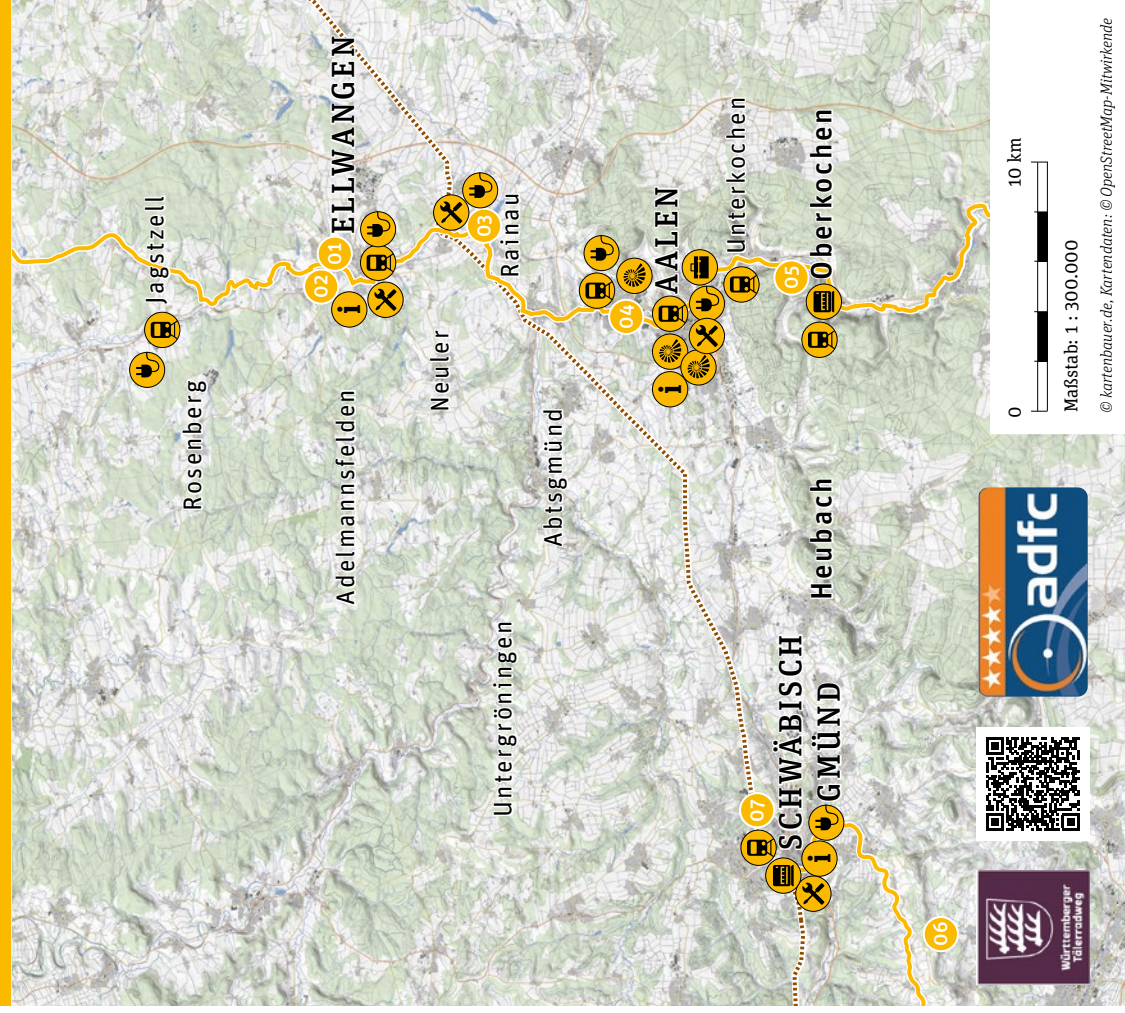 Jagstzell
Rosenberg
ELLWANGEN
01
02
i
Adelmannsfelden
Neuler
03
Rainau
Abtsgmünd
Untergröningen
04
AALEN
i
Unterkochen
05
Oberkochen
Heubach
SCHWÄBISCH
GMÜND
07
i
06
0
10 km
Maßstab: 1 : 300.000
© kartenbauer.de, Kartendaten: © OpenStreetMap-Mitwirkende
adfc
Württemberger
Tälerradweg